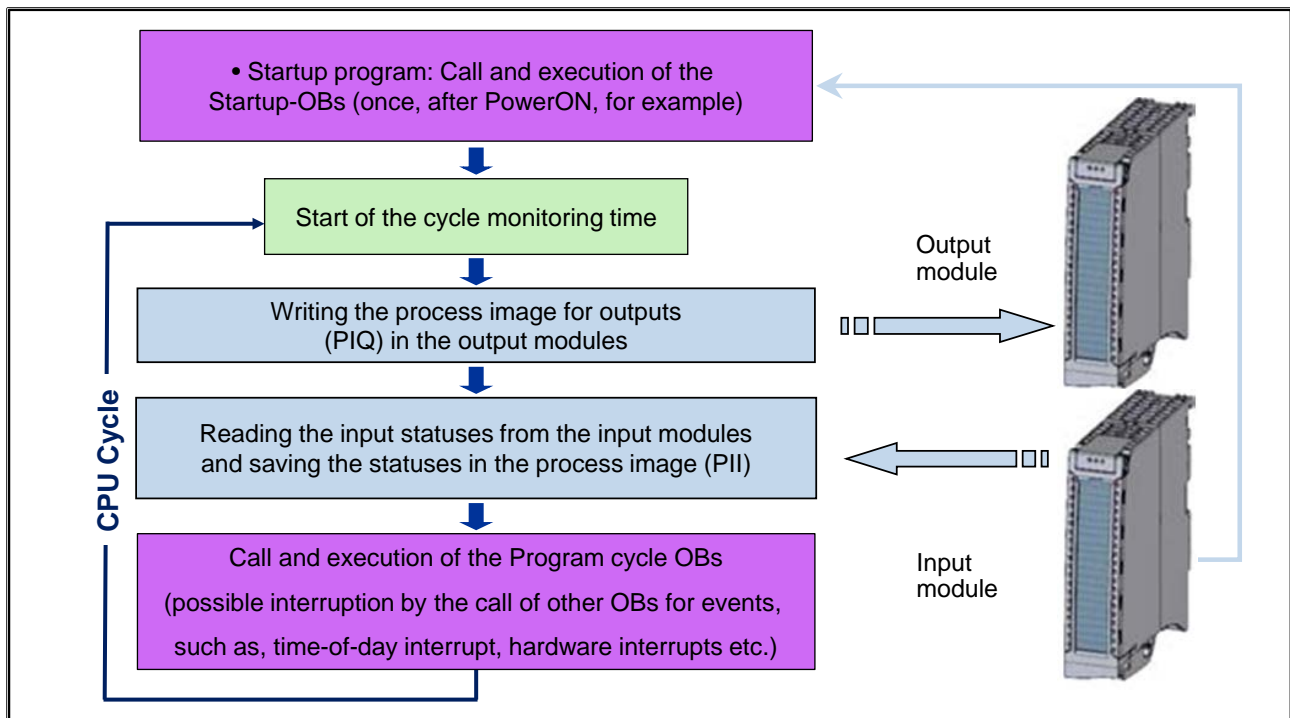 • Startup program: Call and execution of the
Startup-OBs (once, after PowerON, for example)
Start of the cycle monitoring time
Output
module
Writing the process image for outputs
(PIQ) in the output modules
CPU Cycle
Reading the input statuses from the input modules
and saving the statuses in the process image (PII)
Call and execution of the Program cycle OBs
(possible interruption by the call of other OBs for events,
such as, time-of-day interrupt, hardware interrupts etc.)
Input
module